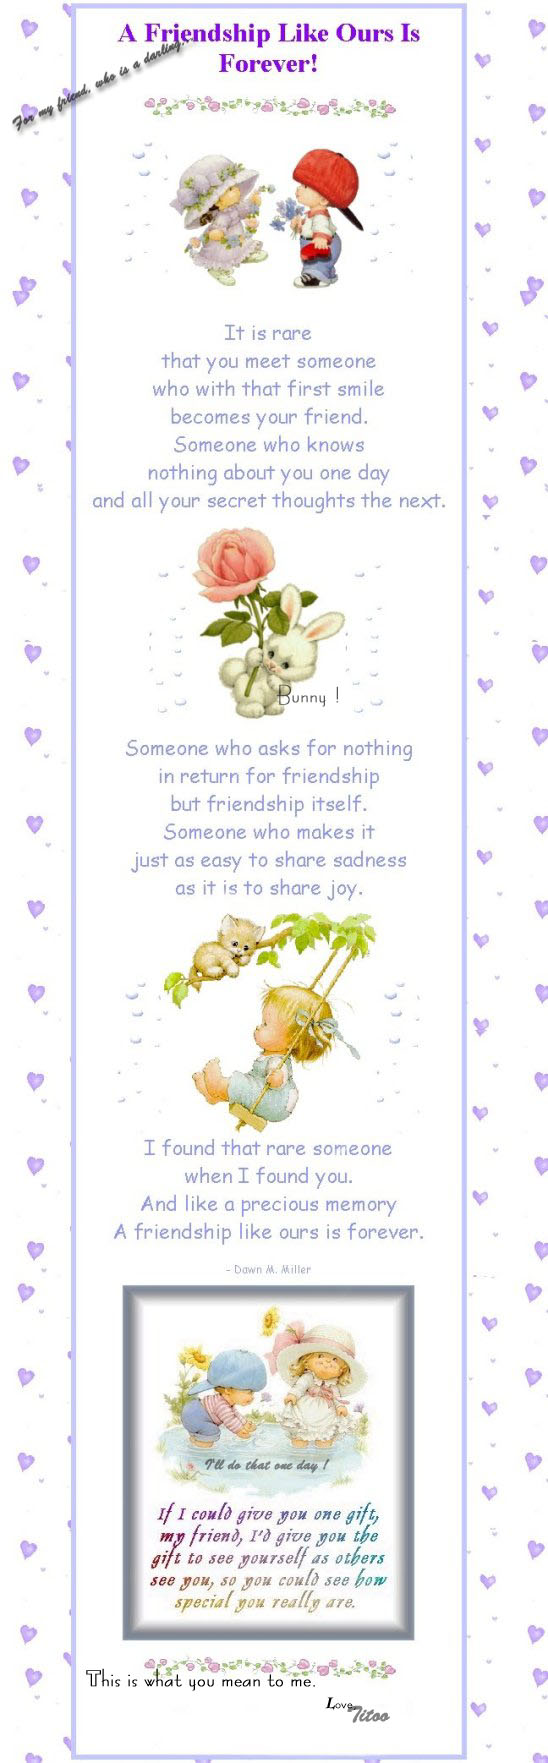 A Friendship Like Ours Is
Forever!
For my friend, who is a darling.
It is rare
that you meet someone
who with that first smile
becomes your friend.
Someone who knows
nothing about you one day
and all your secret thoughts the next.
Bunny !
Someone who asks for nothing
in return for friendship
but friendship itself.
Someone who makes it
just as easy to share sadness
as it is to share joy.
I found that rare someone
when I found you.
And like a precious memory
A friendship like ours is forever.
- Dawn M. Miller
I'll do that one day !
If I could give you one gift,
my friend, I'd give you the
gift to see yourself as others
see you, so you could see how
special you really are.
This is what you mean to me.
Love,
Titoo